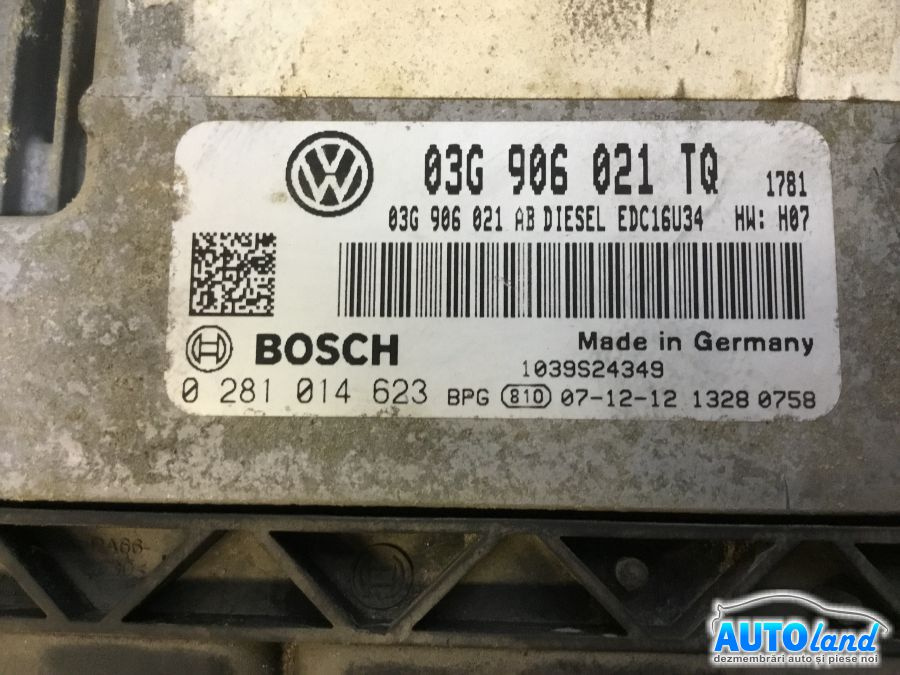 03G 906 021 TQ 1781
03G 906 021 AB DIESEL EDC16U34 HW: H07
BOSCH Made in Germany
1039S24349
0 281 014 623 BPG 810 07-12-12 1328 0758
AUTOland
dezmembrări auto și piese noi